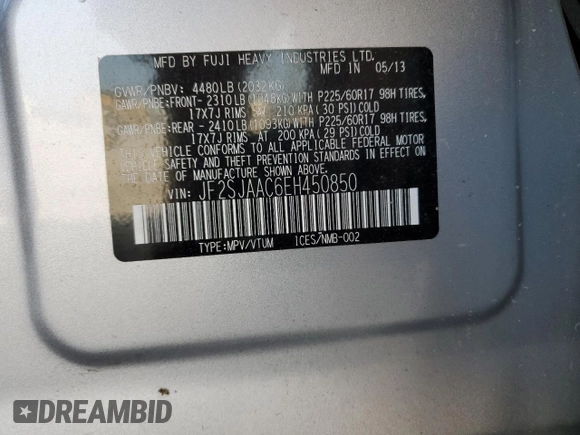 MFD BY FUJI HEAVY INDUSTRIES LTD.
MFD IN 05/13
GVWR/PNBV: 4480LB(2032KG)
GAWR/PNBE:FRONT- 2310LB(1048KG)WITH P225/60R17 98H TIRES,
17X7J RIMS AT 210 KPA(30 PSI)COLD
GAWR/PNBE:REAR - 2410LB(1093KG)WITH P225/60R17 98H TIRES,
17X7J RIMS AT 200 KPA(29 PSI)COLD
THIS VEHICLE CONFORMS TO ALL APPLICABLE FEDERAL MOTOR
VEHICLE SAFETY AND THEFT PREVENTION STANDARDS IN EFFECT
ON THE DATE OF MANUFACTURE SHOWN ABOVE.
VIN: JF2SJAAC6EH450850
TYPE:MPV/VTUM ICES/NMB-002
DREAMBID